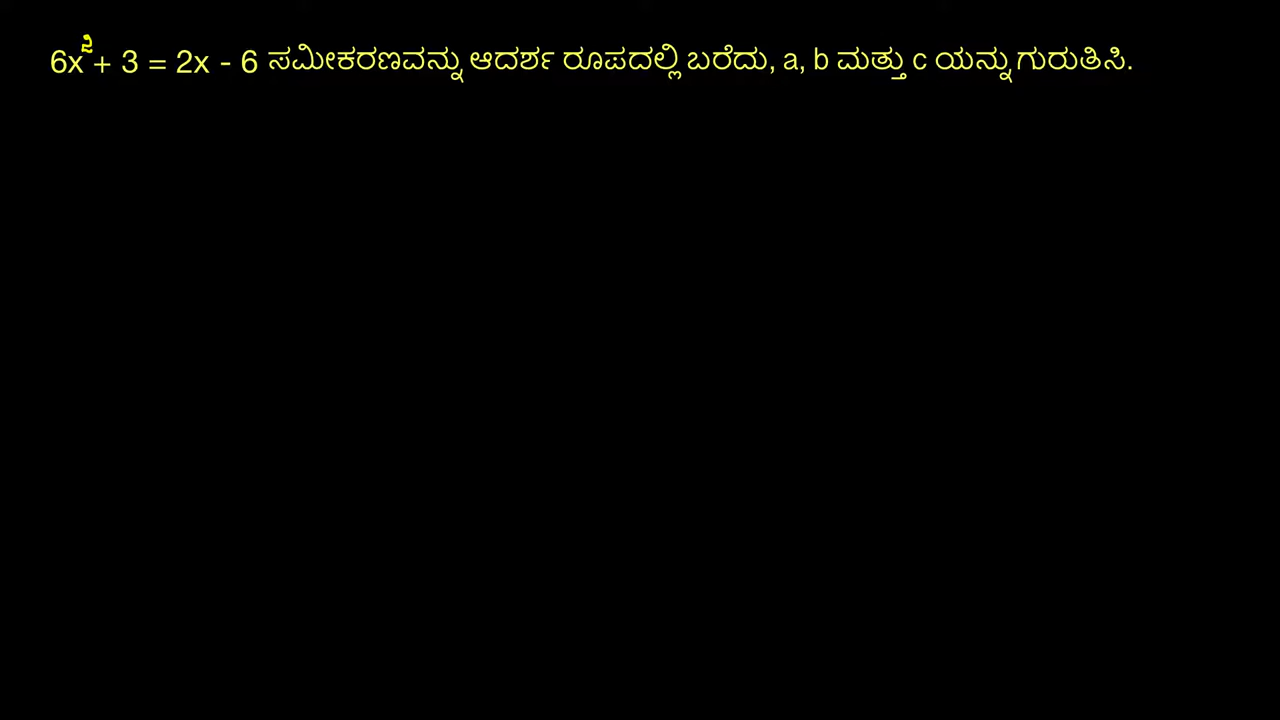 6x² + 3 = 2x - 6 ಸಮೀಕರಣವನ್ನು ಆದರ್ಶ ರೂಪದಲ್ಲಿ ಬರೆದು, a, b ಮತ್ತು c ಯನ್ನು ಗುರುತಿಸಿ.